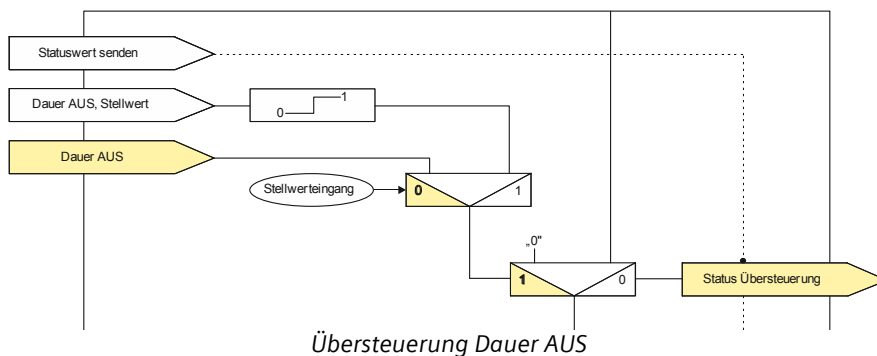 Statuswert senden
Dauer AUS, Stellwert
0
1
Dauer AUS
Stellwerteingang
0
1
„0"
1
0
Status Übersteuerung
Übersteuerung Dauer AUS